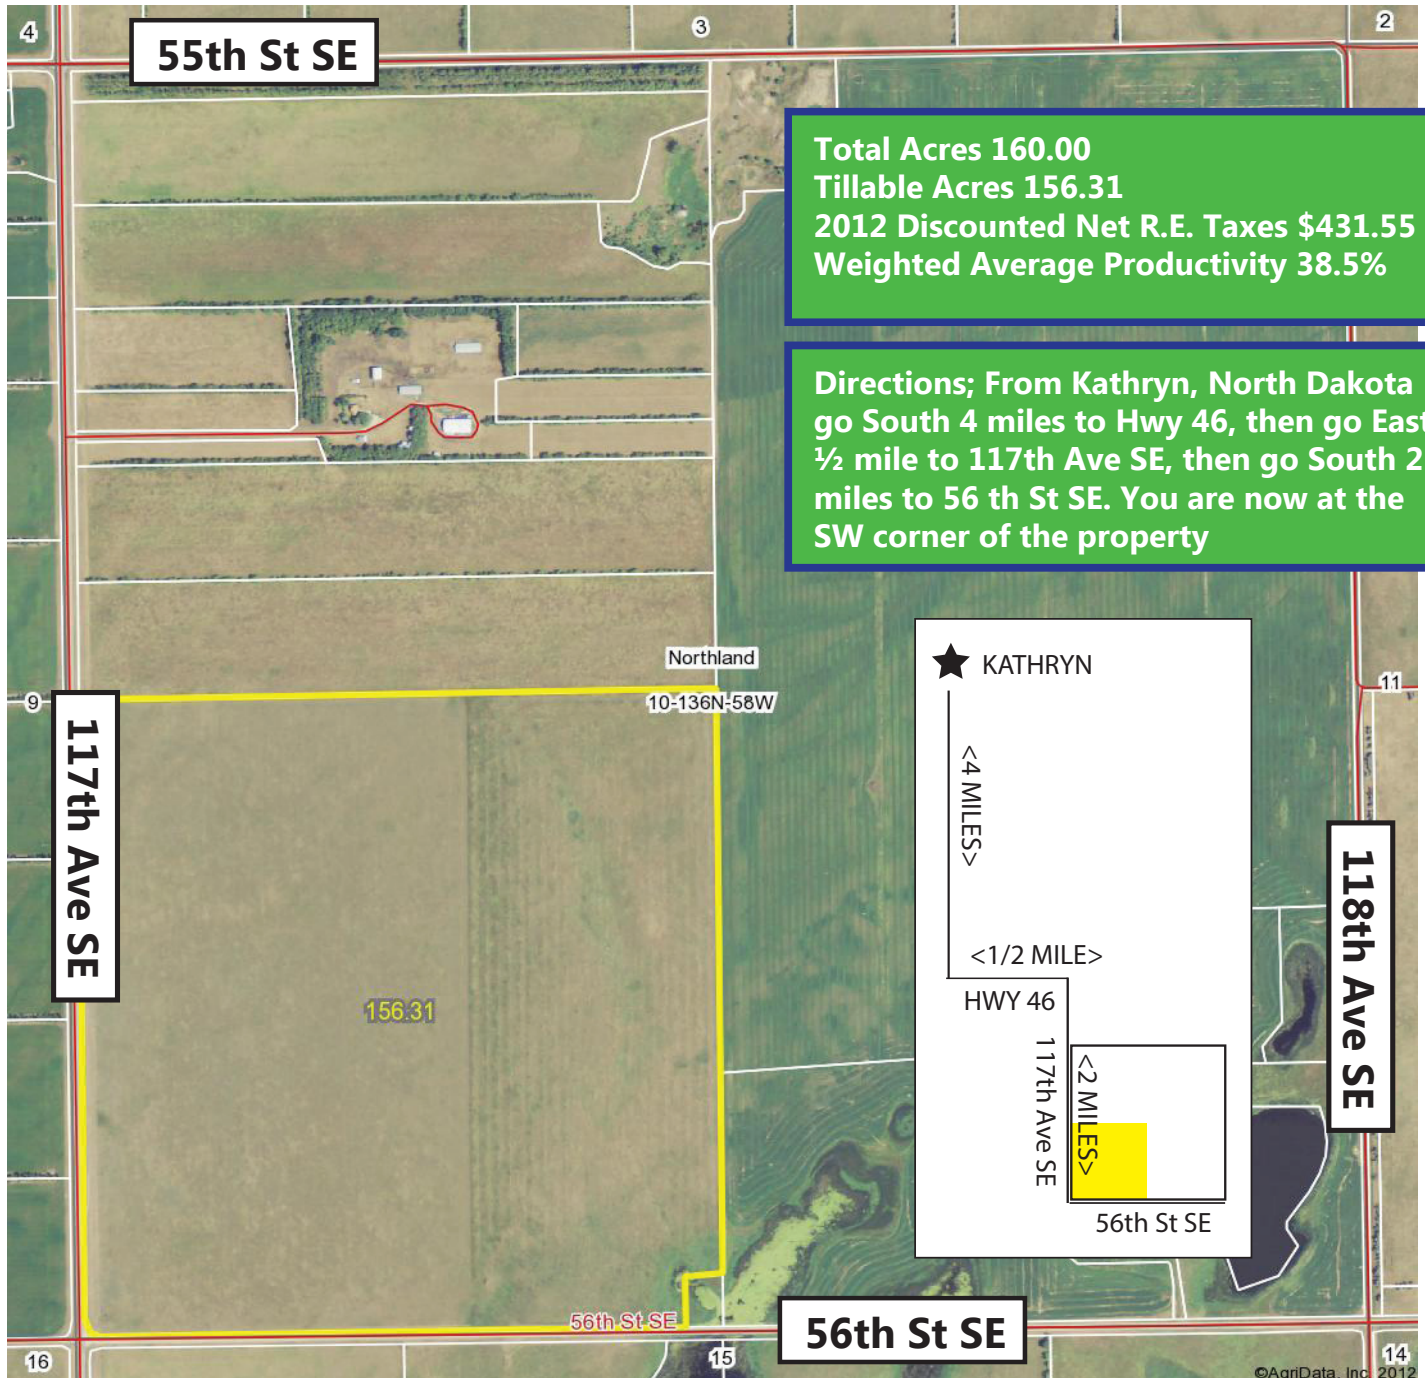 4
3
2
55th St SE
Total Acres 160.00
Tillable Acres 156.31
2012 Discounted Net R.E. Taxes $431.55
Weighted Average Productivity 38.5%
Directions; From Kathryn, North Dakota
go South 4 miles to Hwy 46, then go East
½ mile to 117th Ave SE, then go South 2
miles to 56 th St SE. You are now at the
SW corner of the property
Northland
10-136N-58W
9
11
117th Ave SE
156.31
KATHRYN
<4 MILES>
<1/2 MILE>
HWY 46
117th Ave SE
<2 MILES>
56th St SE
118th Ave SE
56th St SE
56th St SE
16
15
14
©AgriData, Inc. 2012